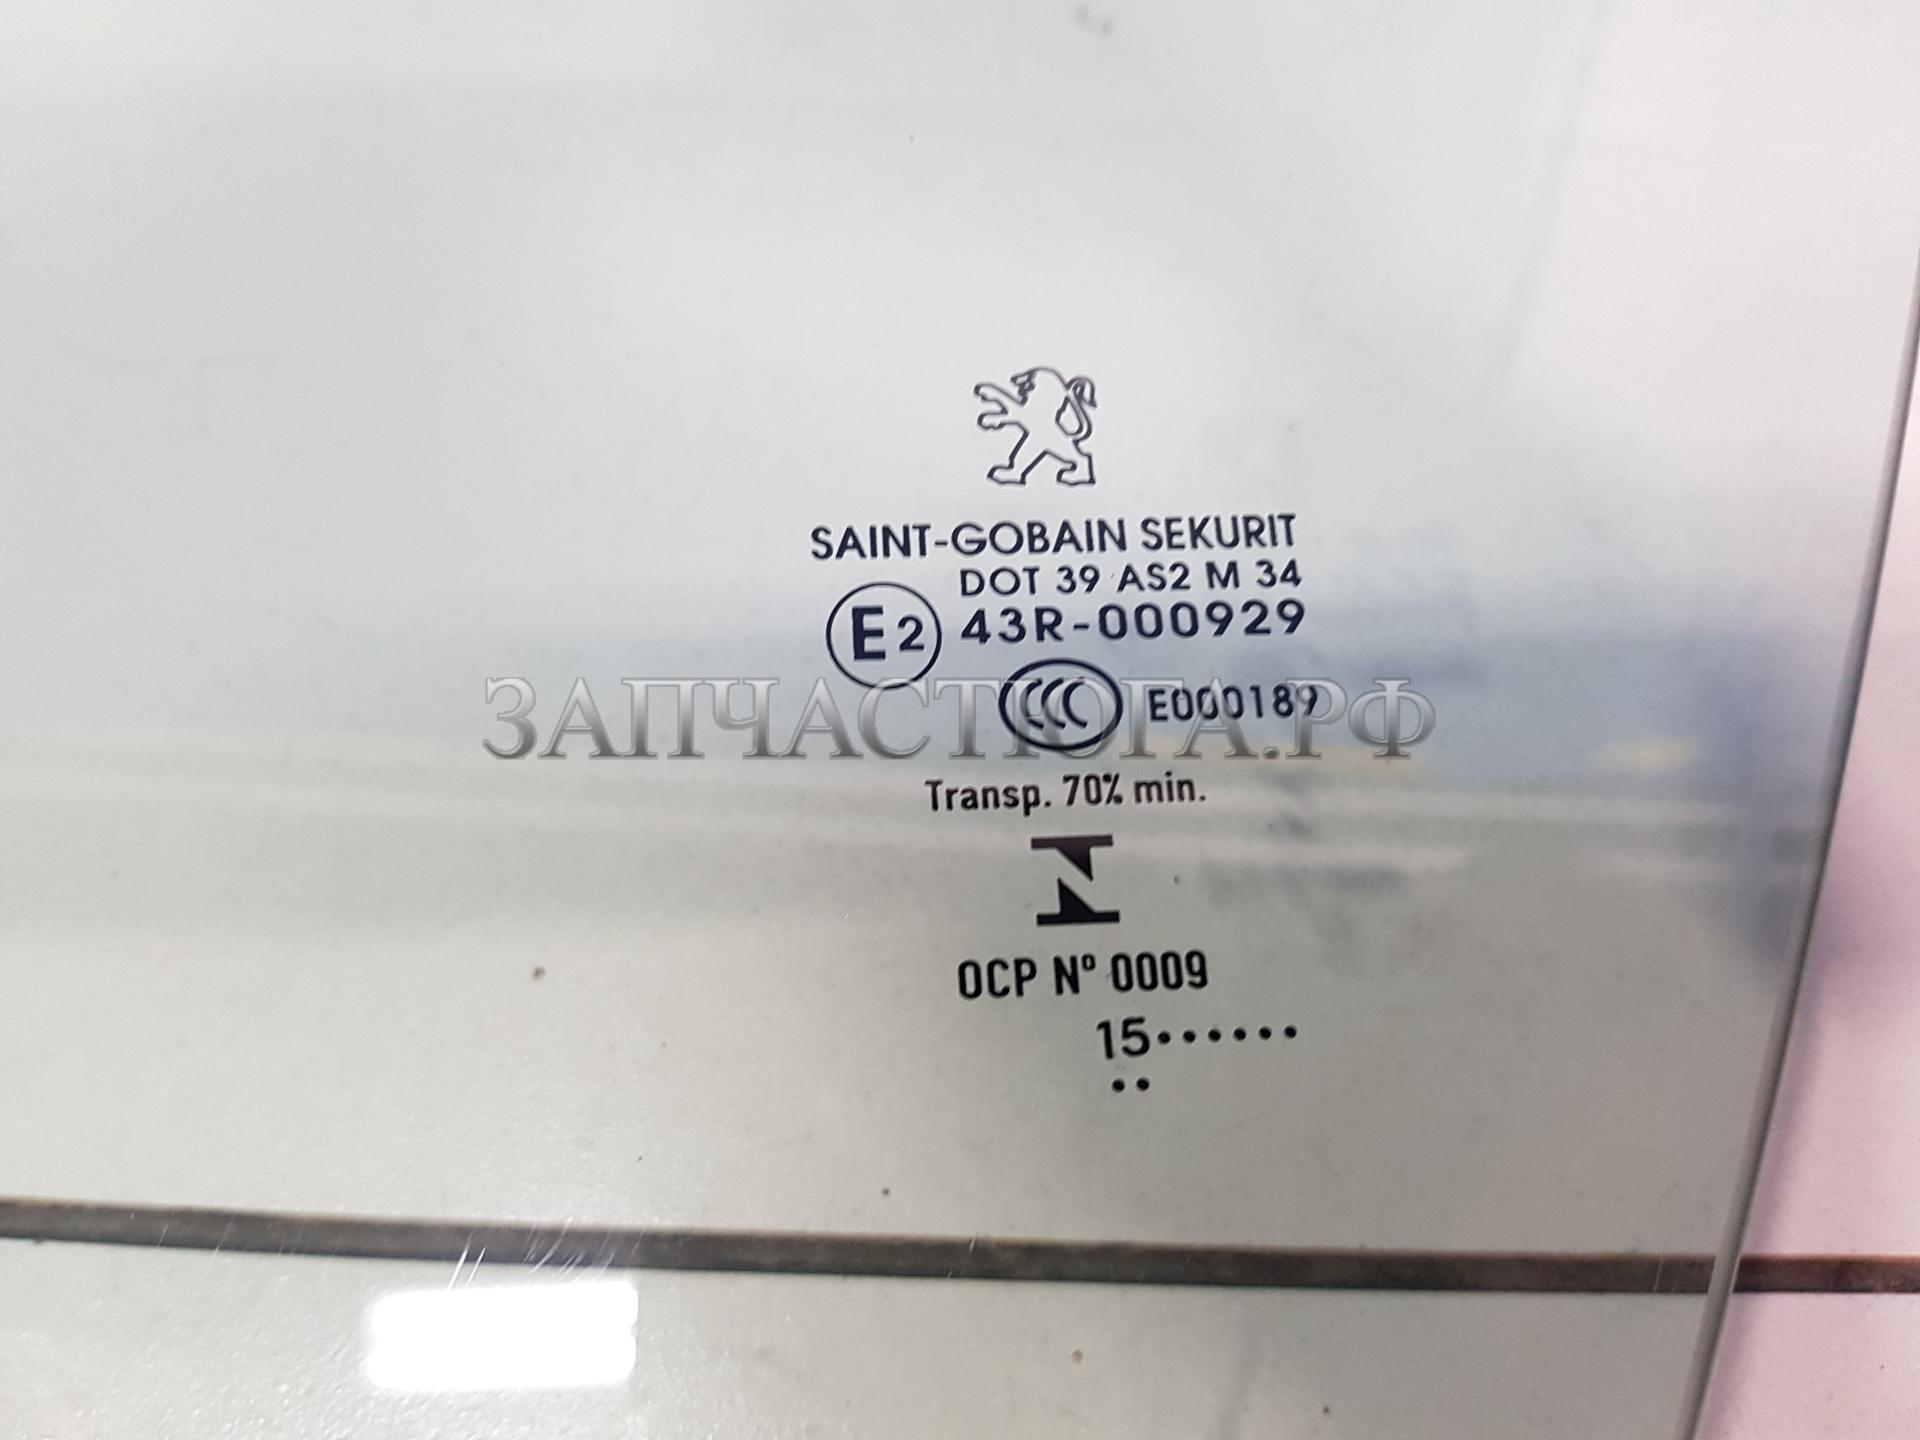 SAINT-GOBAIN SEKURIT
DOT 39 AS2 M 34
E2 43R-000929
CCC E000189
ЗАПЧАСТЮГА.РФ
Transp. 70% min.
OCP Nº 0009
15••••••
••